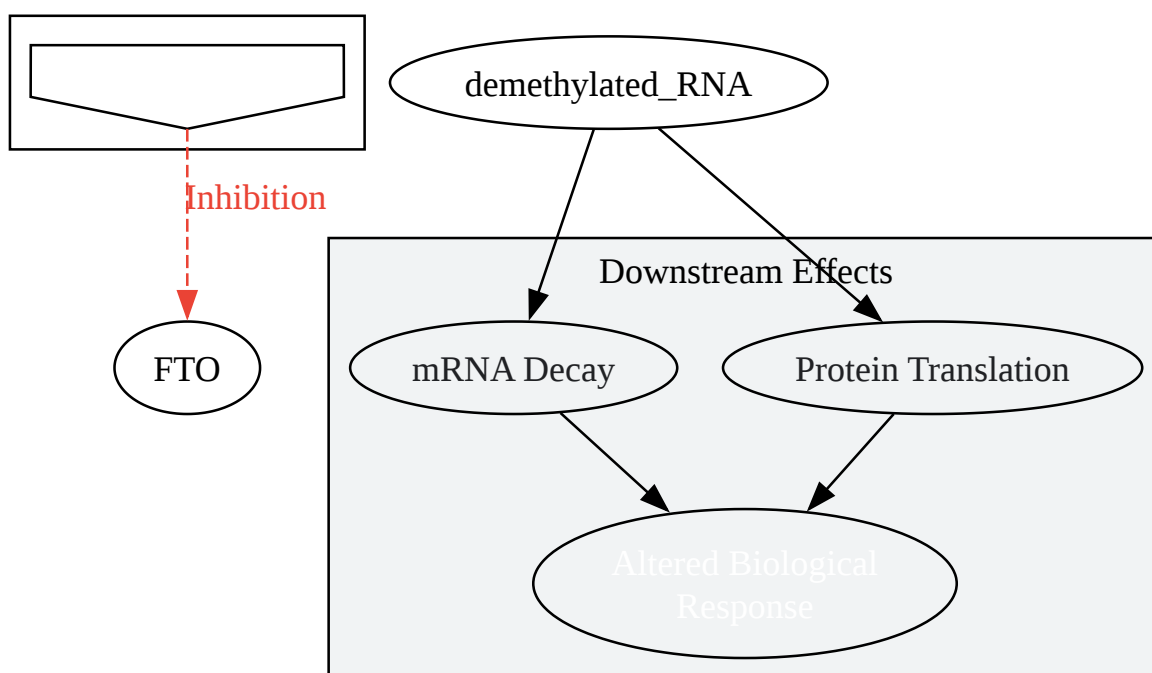 demethylated_RNA
Inhibition
Downstream Effects
FTO
mRNA Decay
Protein Translation
Altered Biological
Response